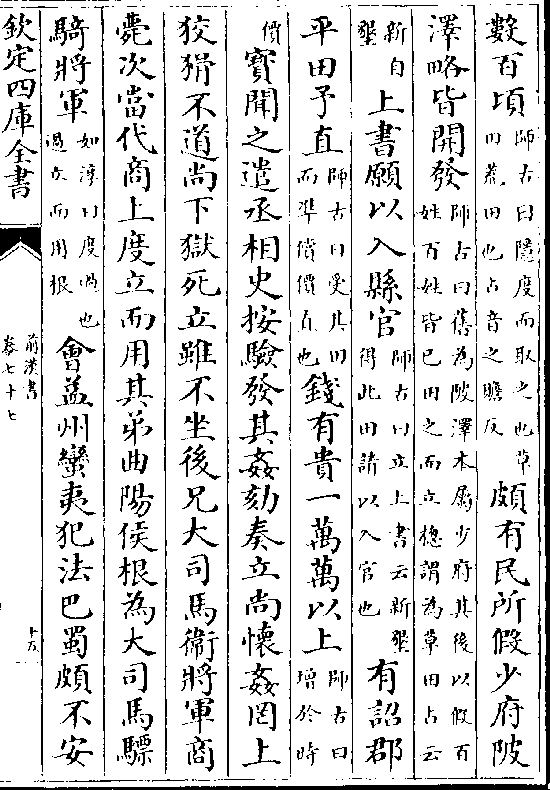 數百頃師古曰隱度而取之也草田荒田也占音之贍反頗有民所假少府陂
澤略皆開發師古曰舊為陂澤本屬少府其後以假百姓百姓皆已田之而立總謂為草田占云
新自墾上書願以入縣官師古曰立上書云新墾得此田請以入官也有詔郡
平田予直師古曰受其田而準償價直也錢有貴一萬萬以上師古曰增於時
價寳聞之遣丞相史按驗發其姦劾奏立尚懷姦罔上
狡猾不道尚下獄死立雖不坐後兄大司馬衛將軍商
薨次當代商上度立而用其弟曲陽侯根為大司馬驃
騎將軍如淳曰度過也過立而用根會益州蠻夷犯法巴蜀頗不安
欽定四庫全書
前漢書
卷七十七
十五